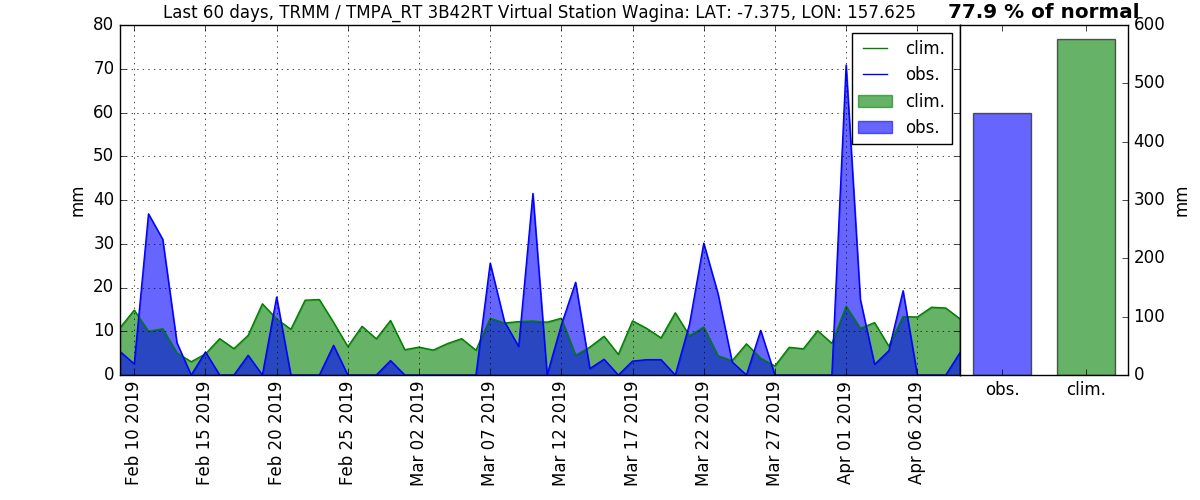 Last 60 days, TRMM / TMPA_RT 3B42RT Virtual Station Wagina: LAT: -7.375, LON: 157.625
77.9 % of normal
80
70
60
50
40
30
20
10
0
mm
clim.
obs.
clim.
obs.
600
500
400
300
200
100
0
mm
Feb 10 2019
Feb 15 2019
Feb 20 2019
Feb 25 2019
Mar 02 2019
Mar 07 2019
Mar 12 2019
Mar 17 2019
Mar 22 2019
Mar 27 2019
Apr 01 2019
Apr 06 2019
obs.
clim.